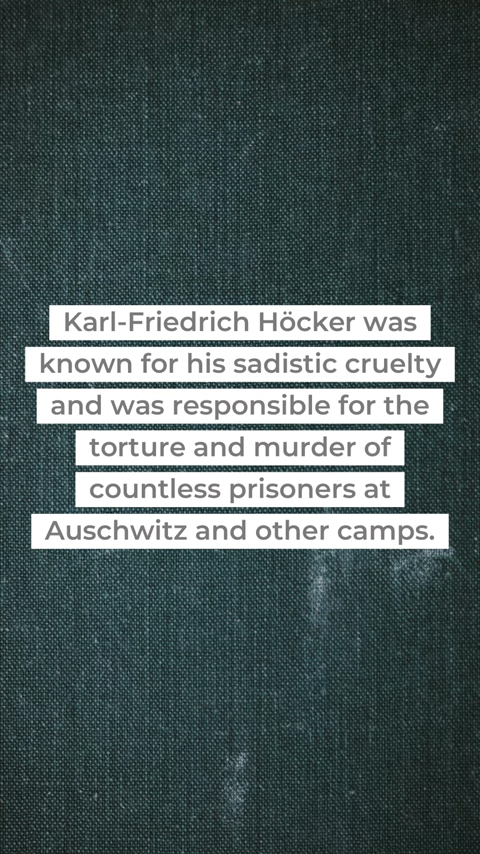 Karl-Friedrich Höcker was
known for his sadistic cruelty
and was responsible for the
torture and murder of
countless prisoners at
Auschwitz and other camps.